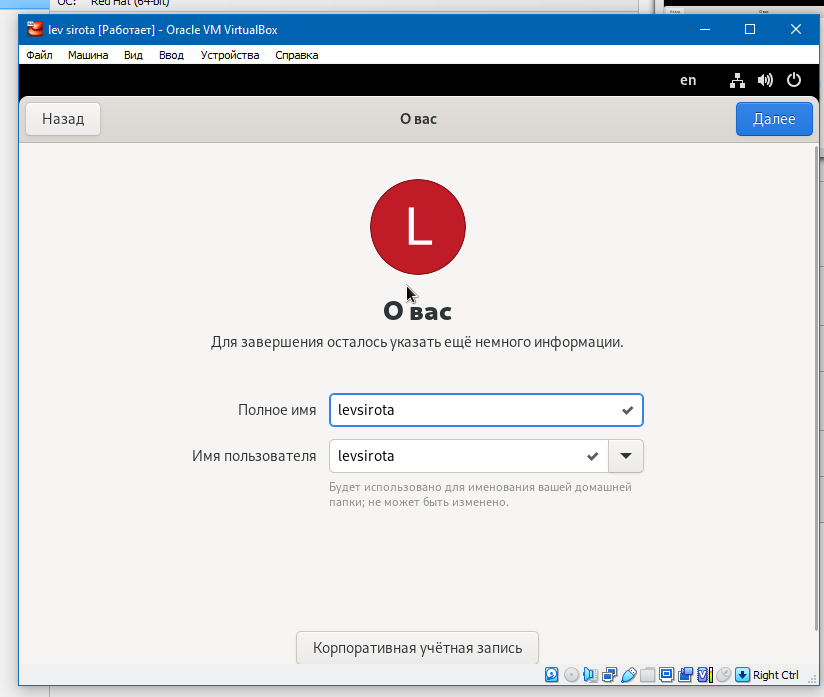 ОС: Red Hat (64-bit)
lev sirota [Работает] - Oracle VM VirtualBox
Файл Машина Вид Ввод Устройства Справка
en
Назад О вас Далее
L
О вас
Для завершения осталось указать ещё немного информации.
Полное имя levsirota
Имя пользователя levsirota
Будет использовано для именования вашей домашней
папки; не может быть изменено.
Корпоративная учётная запись
Right Ctrl